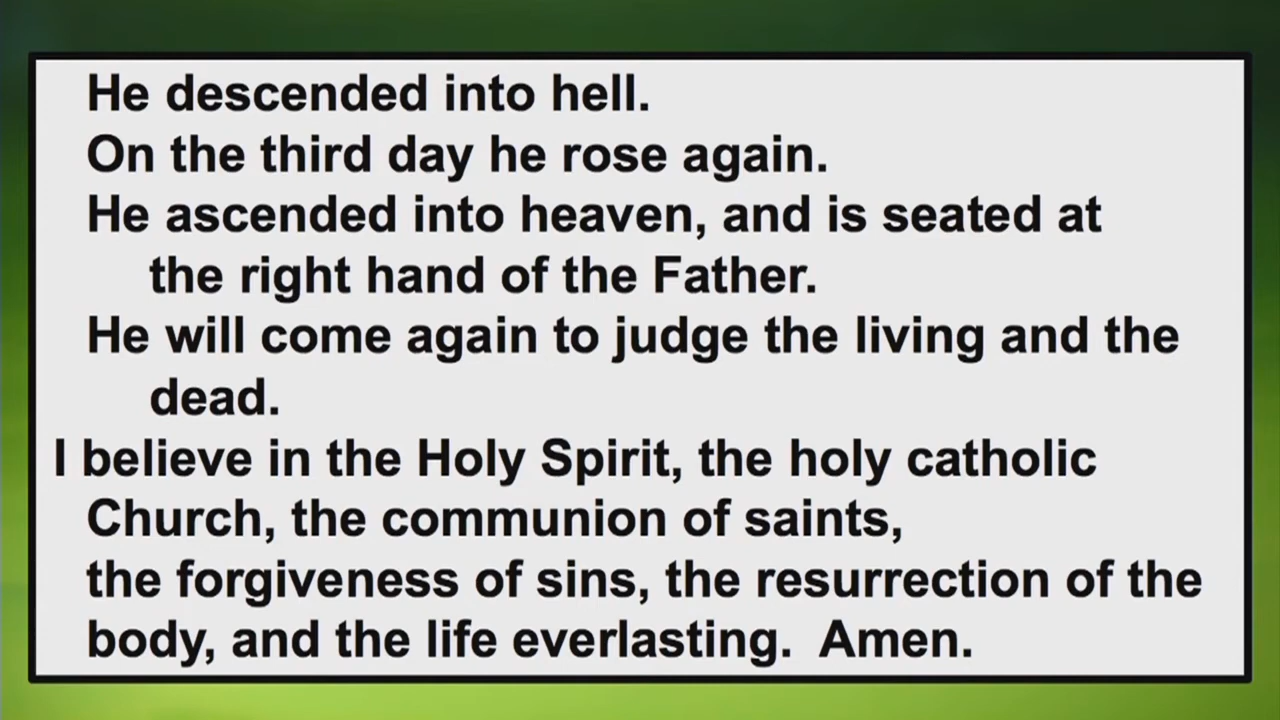 He descended into hell.
On the third day he rose again.
He ascended into heaven, and is seated at
the right hand of the Father.
He will come again to judge the living and the
dead.
I believe in the Holy Spirit, the holy catholic
Church, the communion of saints,
the forgiveness of sins, the resurrection of the
body, and the life everlasting.  Amen.